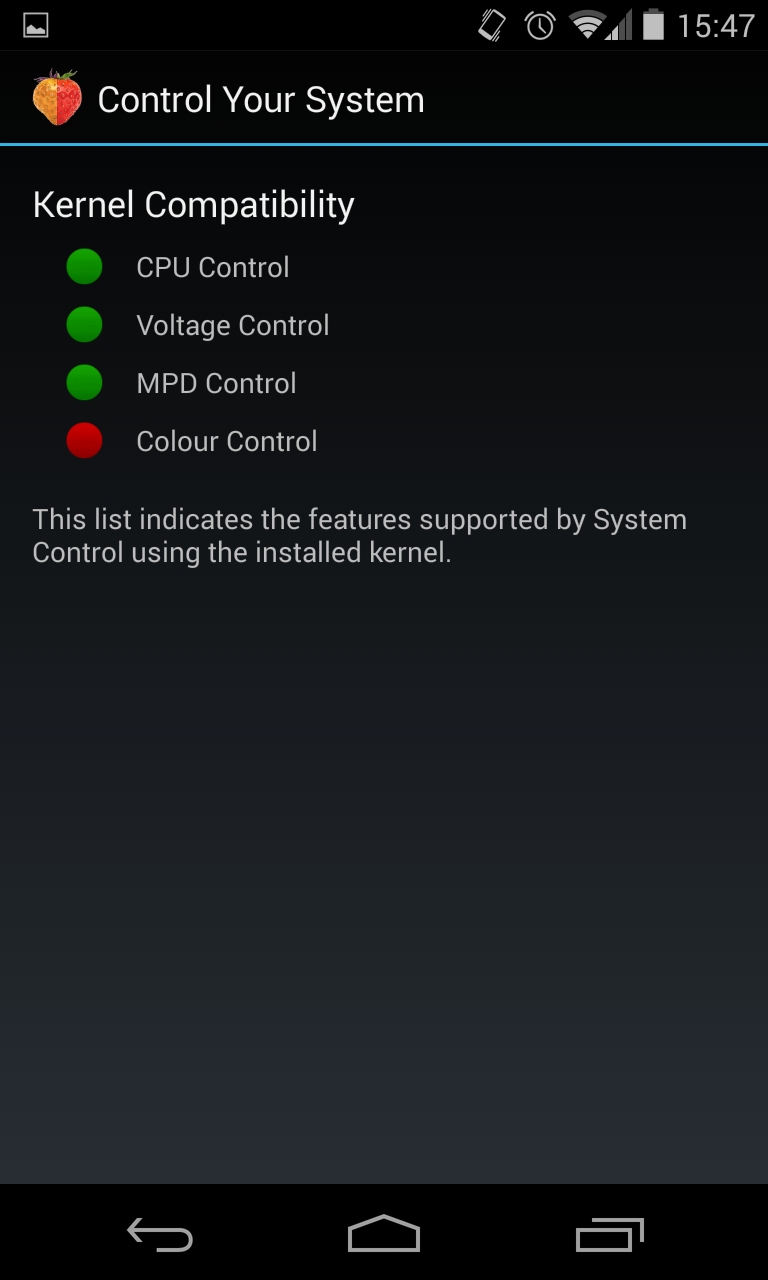 15:47
Control Your System
Kernel Compatibility
CPU Control
Voltage Control
MPD Control
Colour Control
This list indicates the features supported by System
Control using the installed kernel.